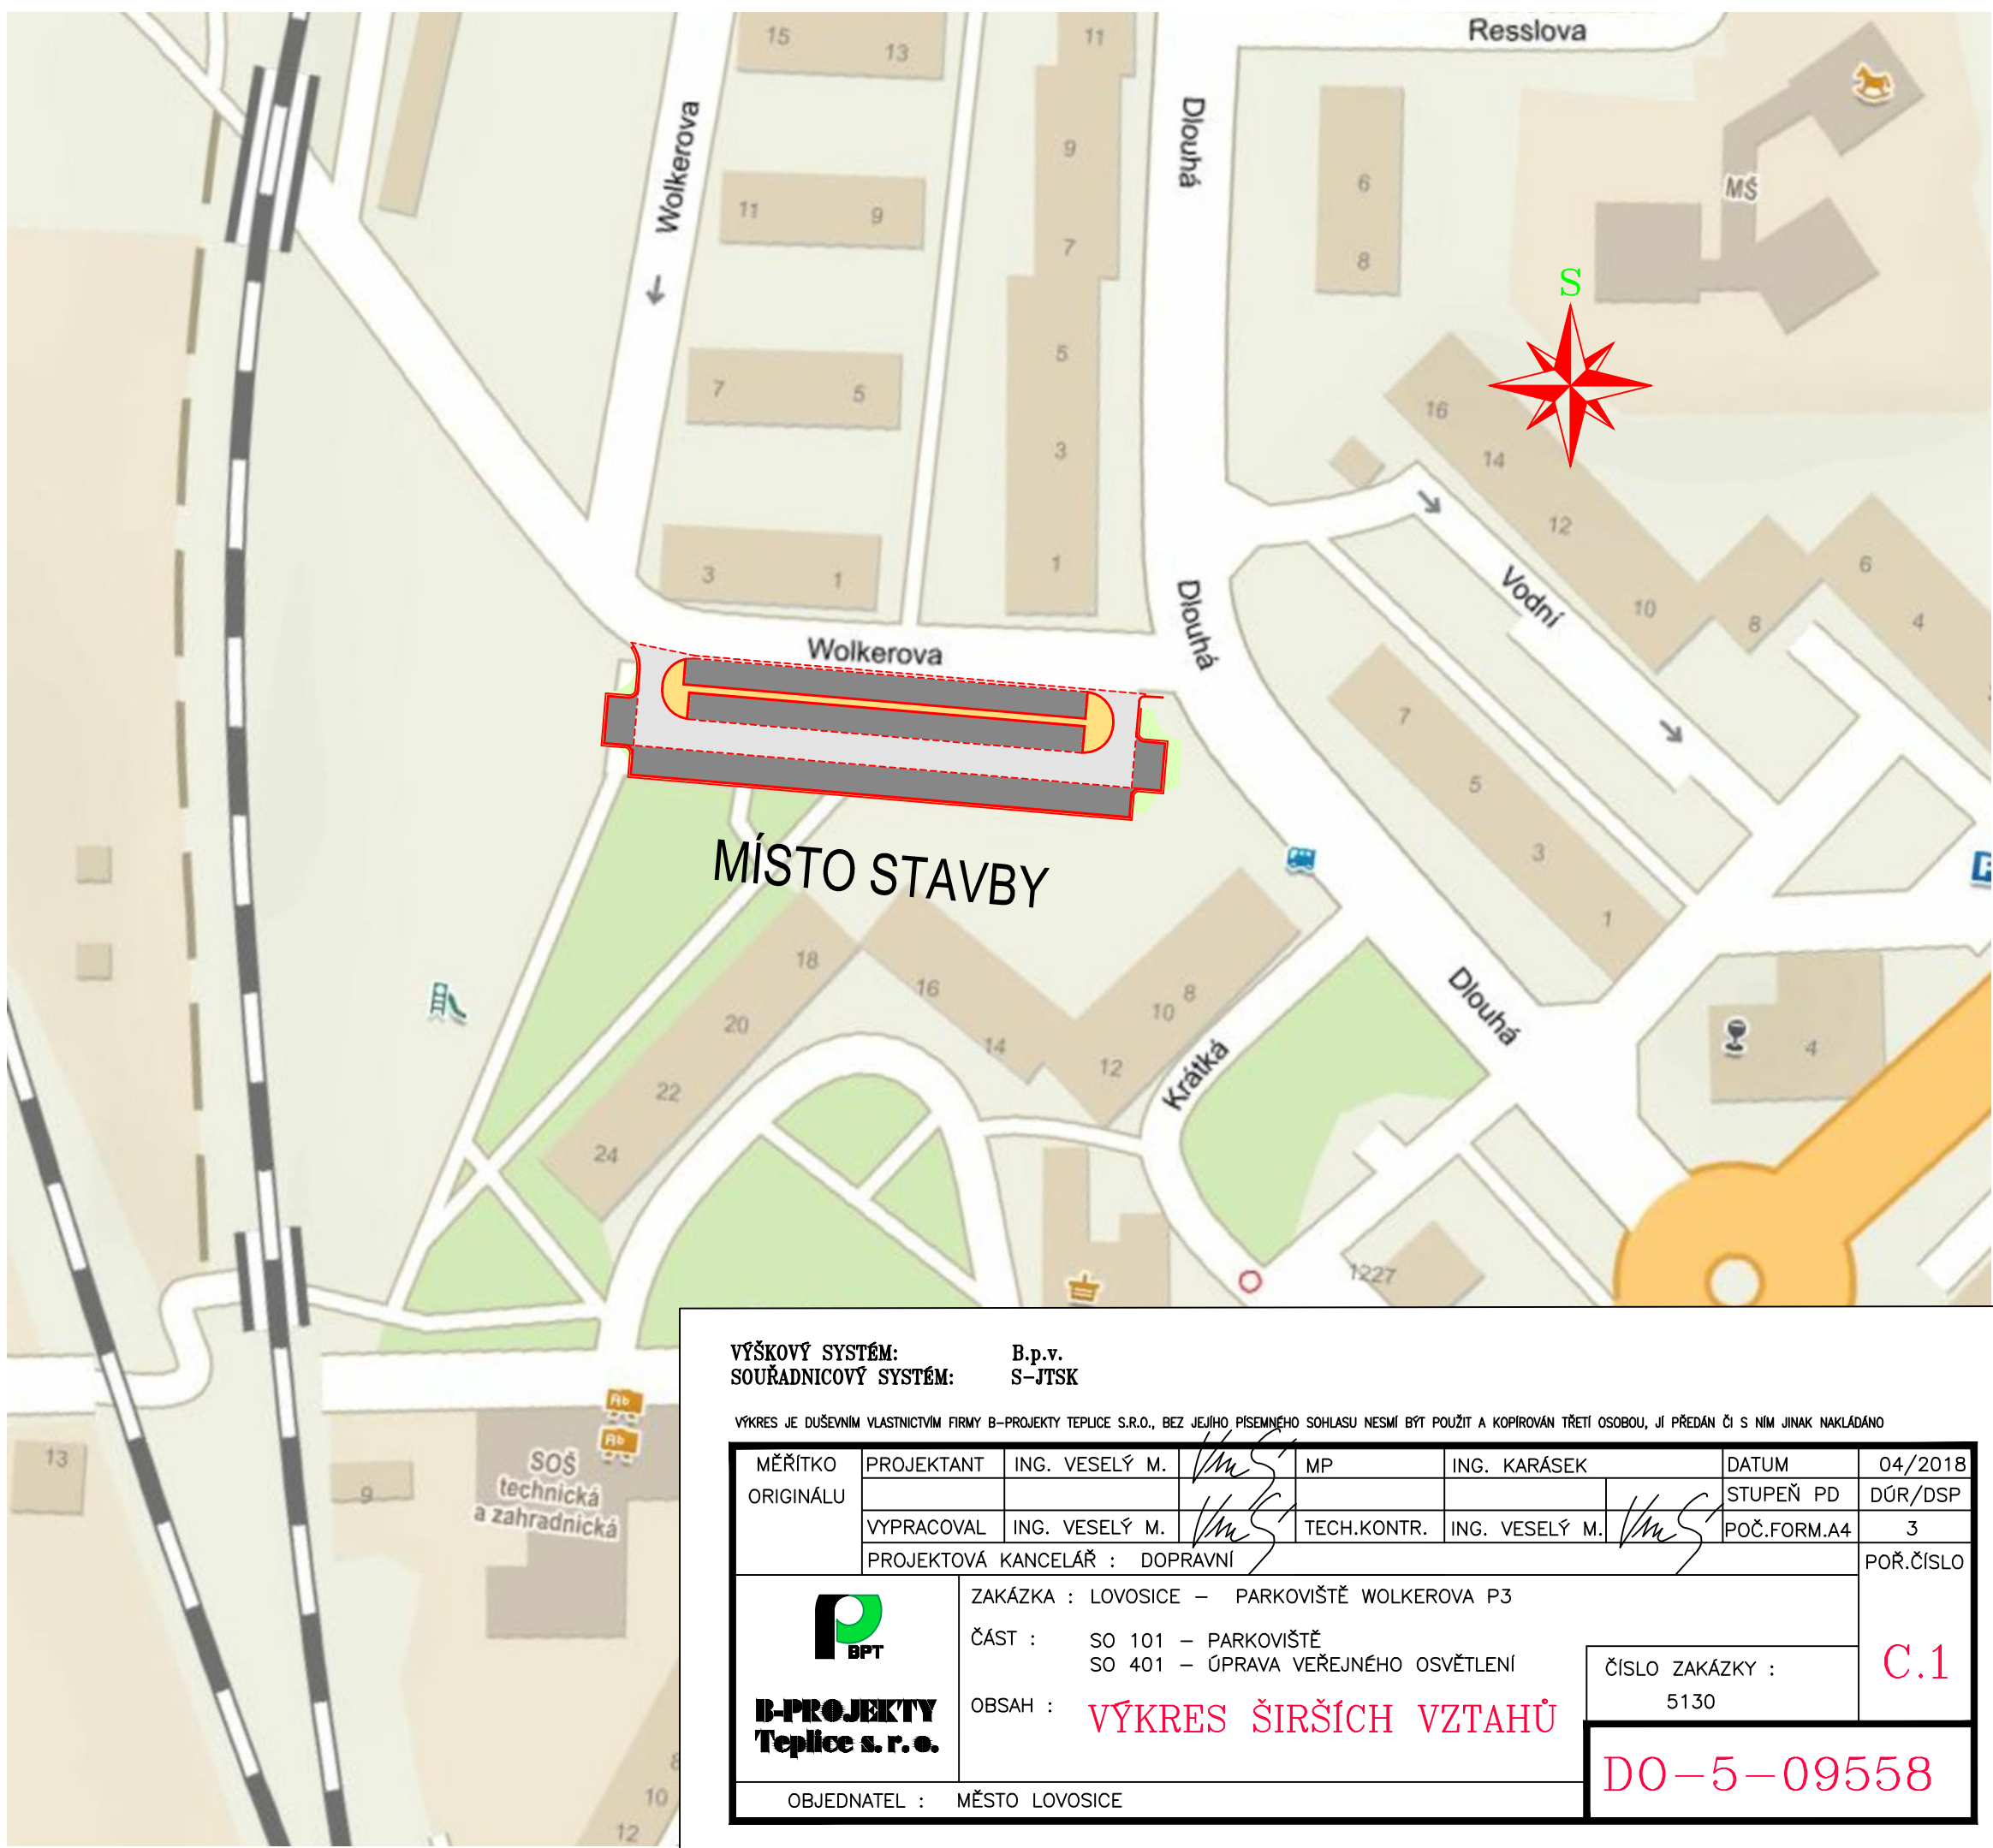 Resslova
15
13
11
Wolkerova
Dlouhá
9
6
MŠ
11
9
7
8
S
5
7
5
16
3
14
12
6
3
1
1
Vodní
10
8
4
Dlouhá
Wolkerova
7
5
MÍSTO STAVBY
3
1
18
16
8
10
Dlouhá
20
14
12
4
22
Krátká
24
1227
VÝŠKOVÝ SYSTÉM: B.p.v.
SOUŘADNICOVÝ SYSTÉM: S-JTSK
VÝKRES JE DUŠEVNÍM VLASTNICTVÍM FIRMY B-PROJEKTY TEPLICE S.R.O., BEZ JEJÍHO PÍSEMNÉHO SOHLASU NESMÍ BÝT POUŽIT A KOPÍROVÁN TŘETÍ OSOBOU, JÍ PŘEDÁN ČI S NÍM JINAK NAKLÁDÁNO
Ab
Ab
13
SOŠ
technická
a zahradnická
9
10
12
MĚŘÍTKO
ORIGINÁLU
PROJEKTANT ING. VESELÝ M. MP ING. KARÁSEK DATUM 04/2018
STUPEŇ PD DÚR/DSP
VYPRACOVAL ING. VESELÝ M. TECH.KONTR. ING. VESELÝ M. POČ.FORM.A4 3
PROJEKTOVÁ KANCELÁŘ : DOPRAVNÍ
POŘ.ČÍSLO
C.1
BPT
B-PROJEKTY
Teplice s. r. o.
ZAKÁZKA : LOVOSICE – PARKOVIŠTĚ WOLKEROVA P3
ČÁST : SO 101 – PARKOVIŠTĚ
SO 401 – ÚPRAVA VEŘEJNÉHO OSVĚTLENÍ
OBSAH : VÝKRES ŠIRŠÍCH VZTAHŮ
ČÍSLO ZAKÁZKY :
5130
DO-5-09558
OBJEDNATEL : MĚSTO LOVOSICE